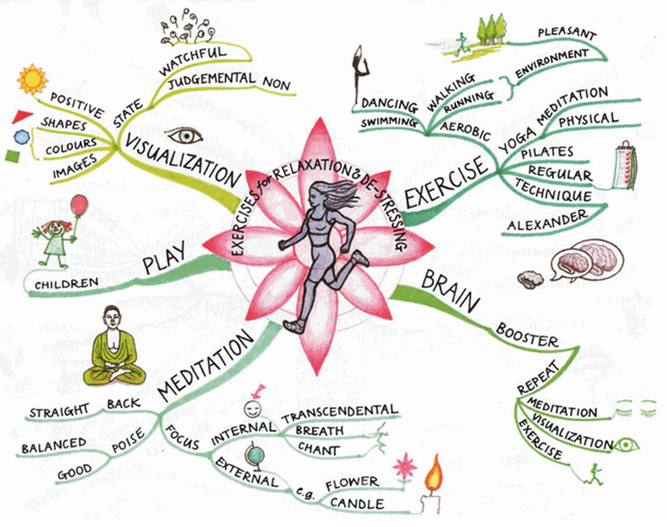 EXERCISES for RELAXATION & DE-STRESSING
EXERCISE
AEROBIC
DANCING
SWIMMING
WALKING
RUNNING
ENVIRONMENT
PLEASANT
YOGA
MEDITATION
PHYSICAL
PILATES
REGULAR
TECHNIQUE
ALEXANDER
BRAIN
BOOSTER
REPEAT
MEDITATION
VISUALIZATION
EXERCISE
MEDITATION
FOCUS
INTERNAL
TRANSCENDENTAL
BREATH
CHANT
EXTERNAL
e.g.
FLOWER
CANDLE
BACK
STRAIGHT
POISE
BALANCED
GOOD
PLAY
CHILDREN
VISUALIZATION
STATE
WATCHFUL
JUDGEMENTAL NON
POSITIVE
SHAPES
COLOURS
IMAGES